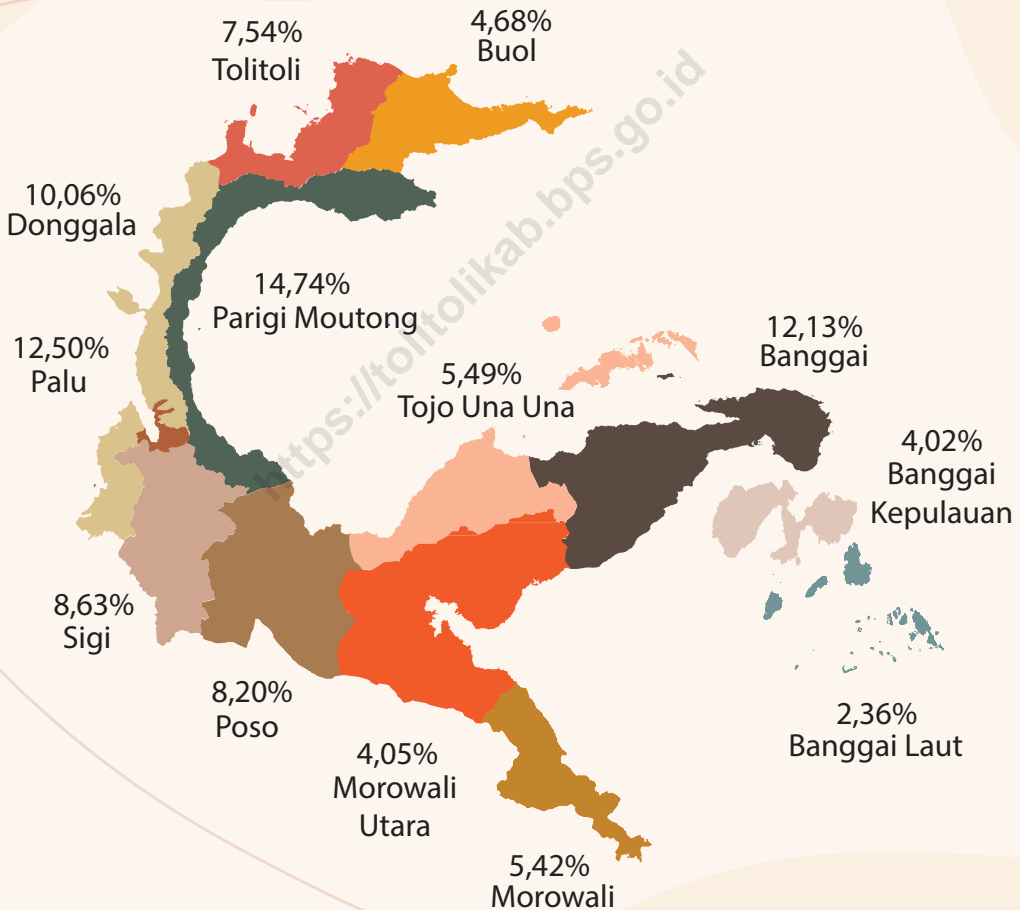 7,54%
Tolitoli
4,68%
Buol
10,06%
Donggala
14,74%
Parigi Moutong
12,50%
Palu
5,49%
Tojo Una Una
12,13%
Banggai
4,02%
Banggai
Kepulauan
8,63%
Sigi
8,20%
Poso
4,05%
Morowali
Utara
2,36%
Banggai Laut
5,42%
Morowali
https://tolitolikab.bps.go.id